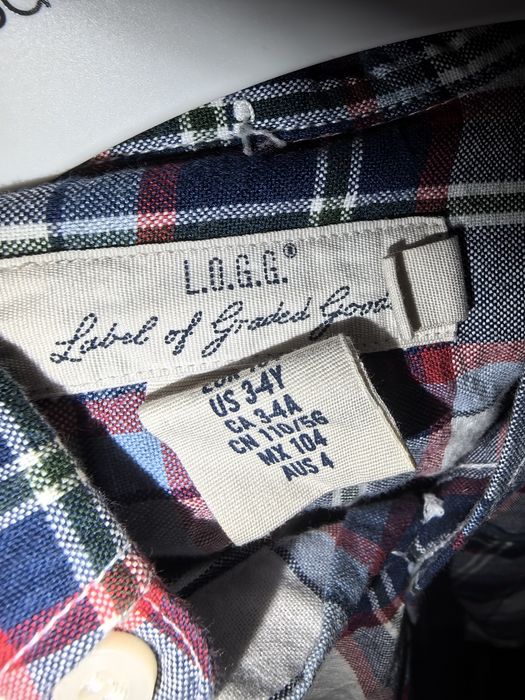 L.O.G.G.®
Label of Graded Goods
US 3-4Y
CA 3-4A
CN 110/56
MX 104
AUS 4